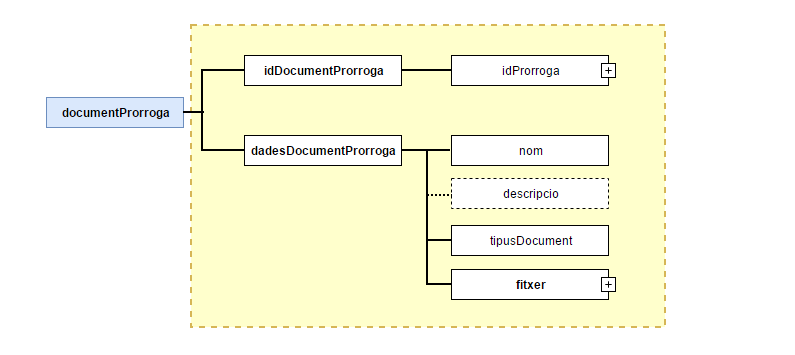 idDocumentProrroga
idProrroga
+
documentProrroga
dadesDocumentProrroga
nom
descripcio
tipusDocument
fitxer
+